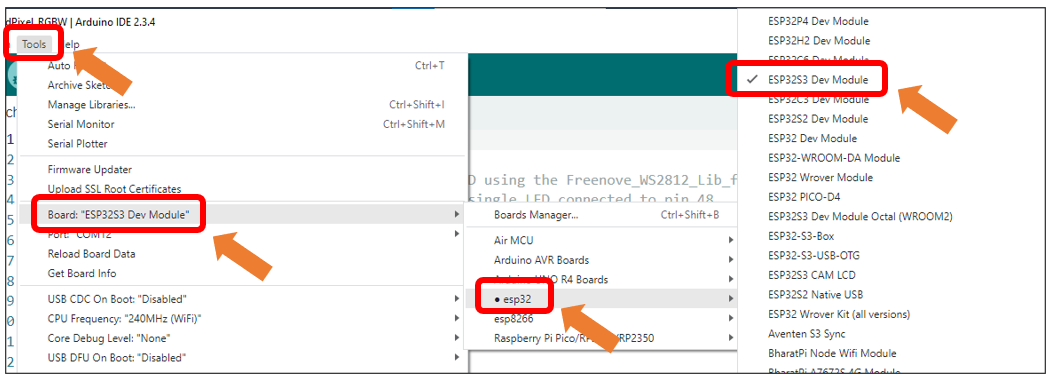 dPixel_RGBW | Arduino IDE 2.3.4
Tools
elp
Auto
Ctrl+T
Archive Sketch
Manage Libraries...
Ctrl+Shift+I
Serial Monitor
Ctrl+Shift+M
Serial Plotter
Firmware Updater
Upload SSL Root Certificates
Board: "ESP32S3 Dev Module"
Port: "COM12"
Reload Board Data
Get Board Info
USB CDC On Boot: "Disabled"
CPU Frequency: "240MHz (WiFi)"
Core Debug Level: "None"
USB DFU On Boot: "Disabled"
ch
1
2
3
4
5
6
7
8
9
0
1
2
D using the Freenove_WS2812_Lib_f
single LED connected to pin 48
Boards Manager...
Ctrl+Shift+B
Air MCU
Arduino AVR Boards
Arduino UNO R4 Boards
● esp32
esp8266
Raspberry Pi Pico/RP2040/RP2350
ESP32P4 Dev Module
ESP32H2 Dev Module
ESP32C6 Dev Module
✓ ESP32S3 Dev Module
ESP32C3 Dev Module
ESP32S2 Dev Module
ESP32 Dev Module
ESP32-WROOM-DA Module
ESP32 Wrover Module
ESP32 PICO-D4
ESP32S3 Dev Module Octal (WROOM2)
ESP32-S3-Box
ESP32-S3-USB-OTG
ESP32S3 CAM LCD
ESP32S2 Native USB
ESP32 Wrover Kit (all versions)
Aventen S3 Sync
BharatPi Node Wifi Module
BharatPi A7672S 4G Module